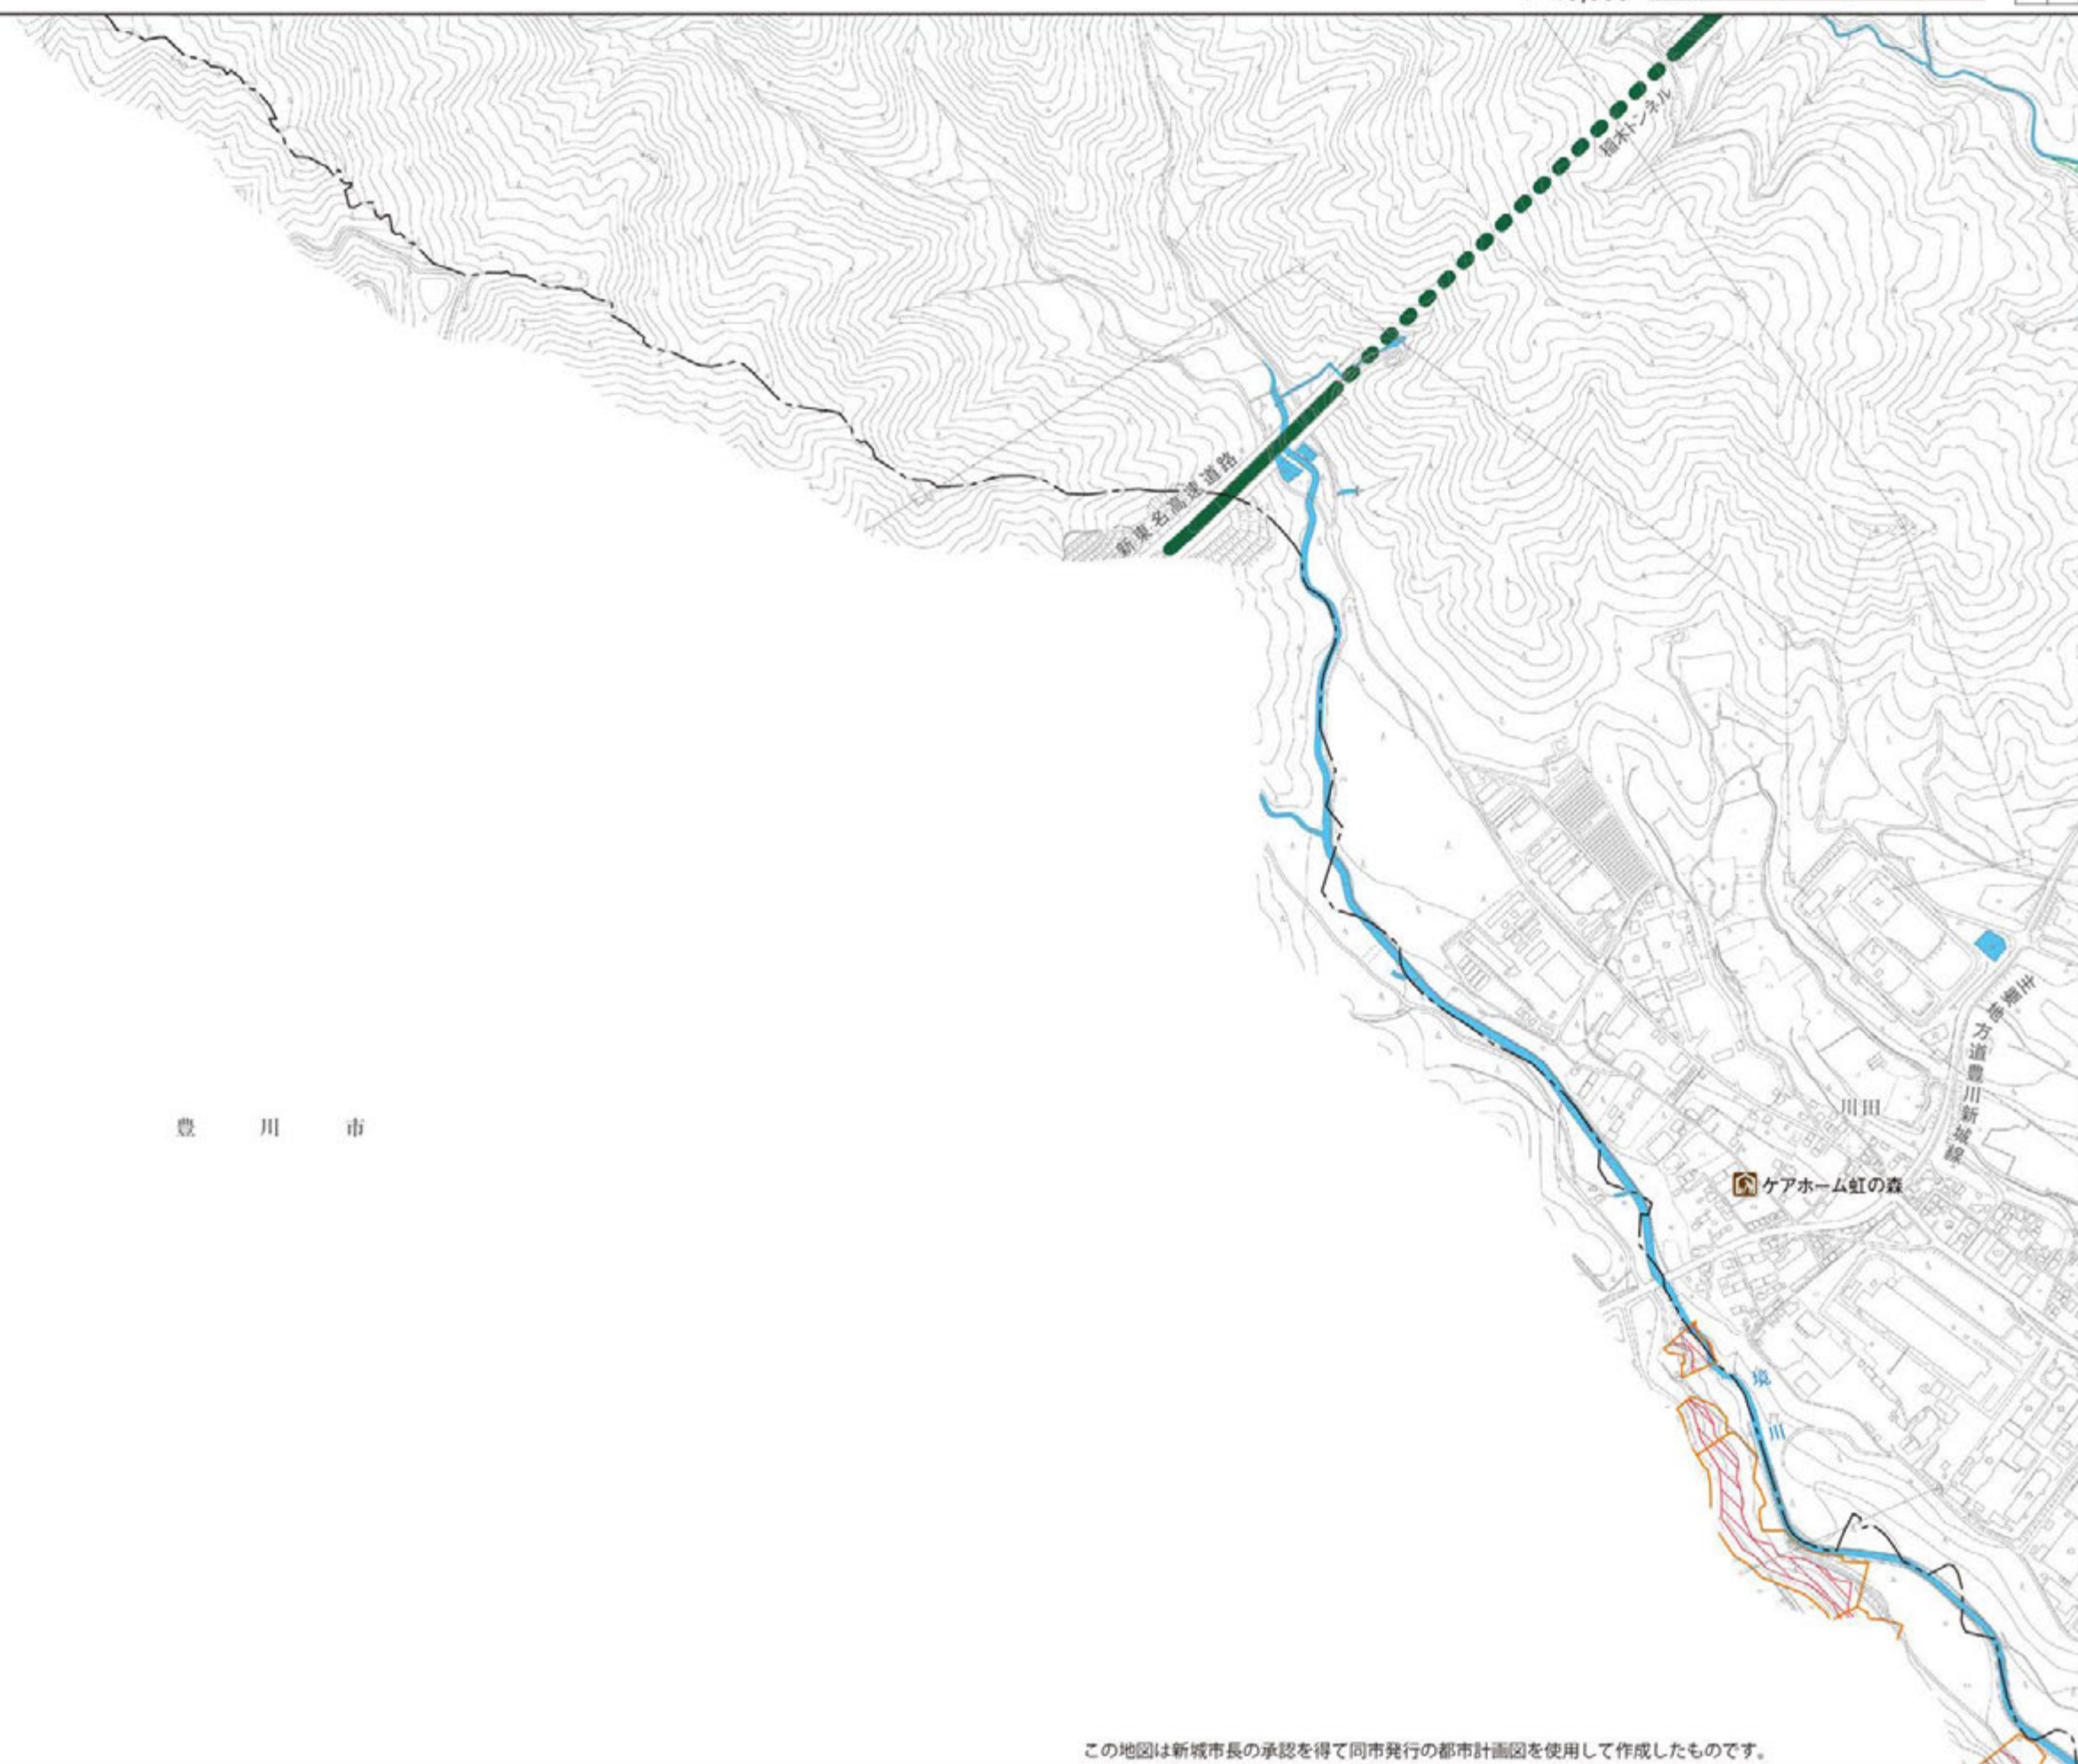 稲木トンネル
新東名高速道路
主要地方道豊川新城線
川田
豊川市
ケアホーム虹の森
境川
この地図は新城市長の承認を得て同市発行の都市計画図を使用して作成したものです。